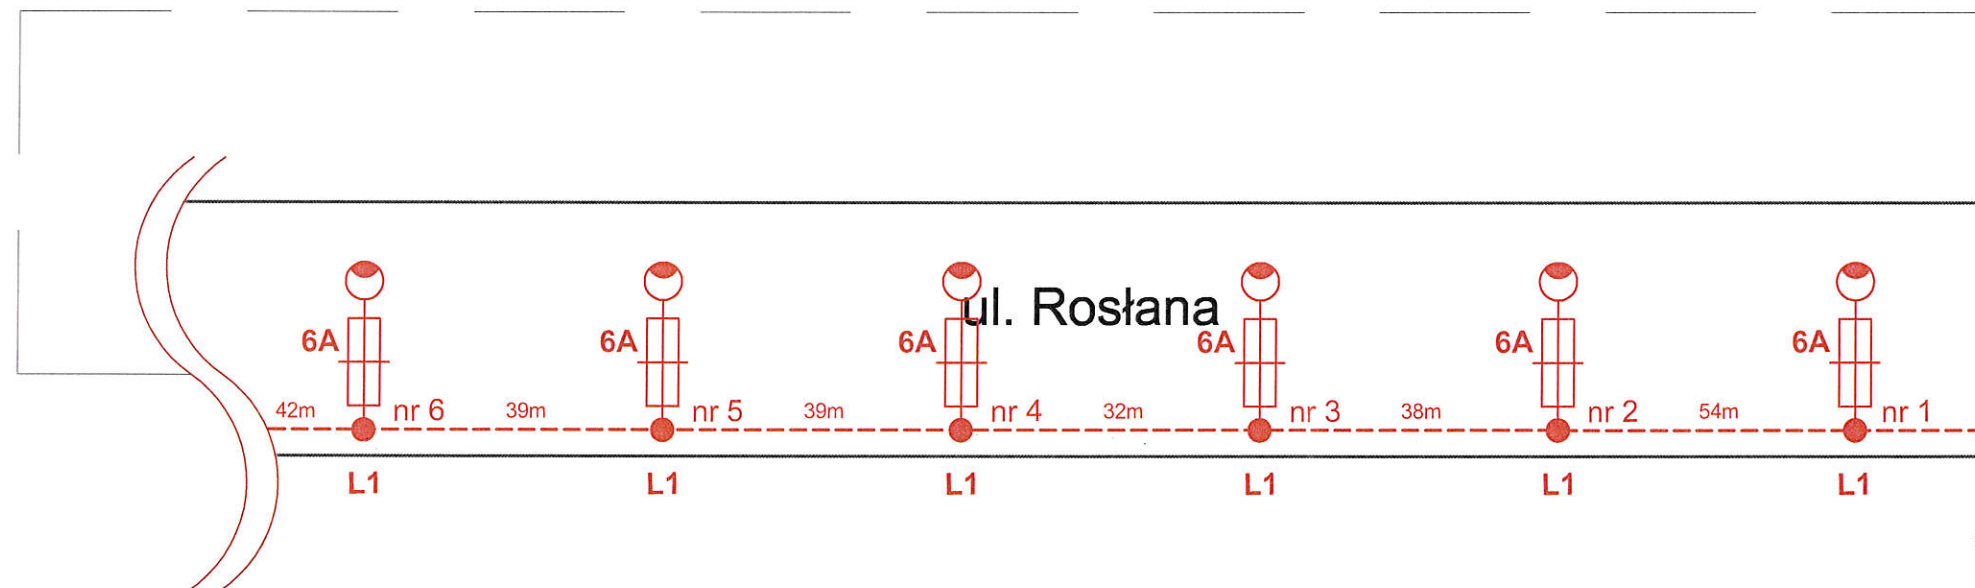 ul. Rosłana
6A 6A 6A 6A 6A 6A
42m nr 6 39m nr 5 39m nr 4 32m nr 3 38m nr 2 54m nr 1
L1 L1 L1 L1 L1 L1